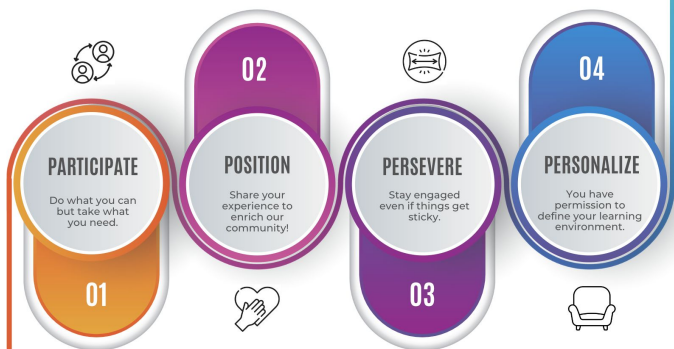 PARTICIPATE
Do what you can
but take what
you need.
01
02
POSITION
Share your
experience to
enrich our
community!
PERSEVERE
Stay engaged
even if things get
sticky.
03
04
PERSONALIZE
You have
permission to
define your learning
environment.